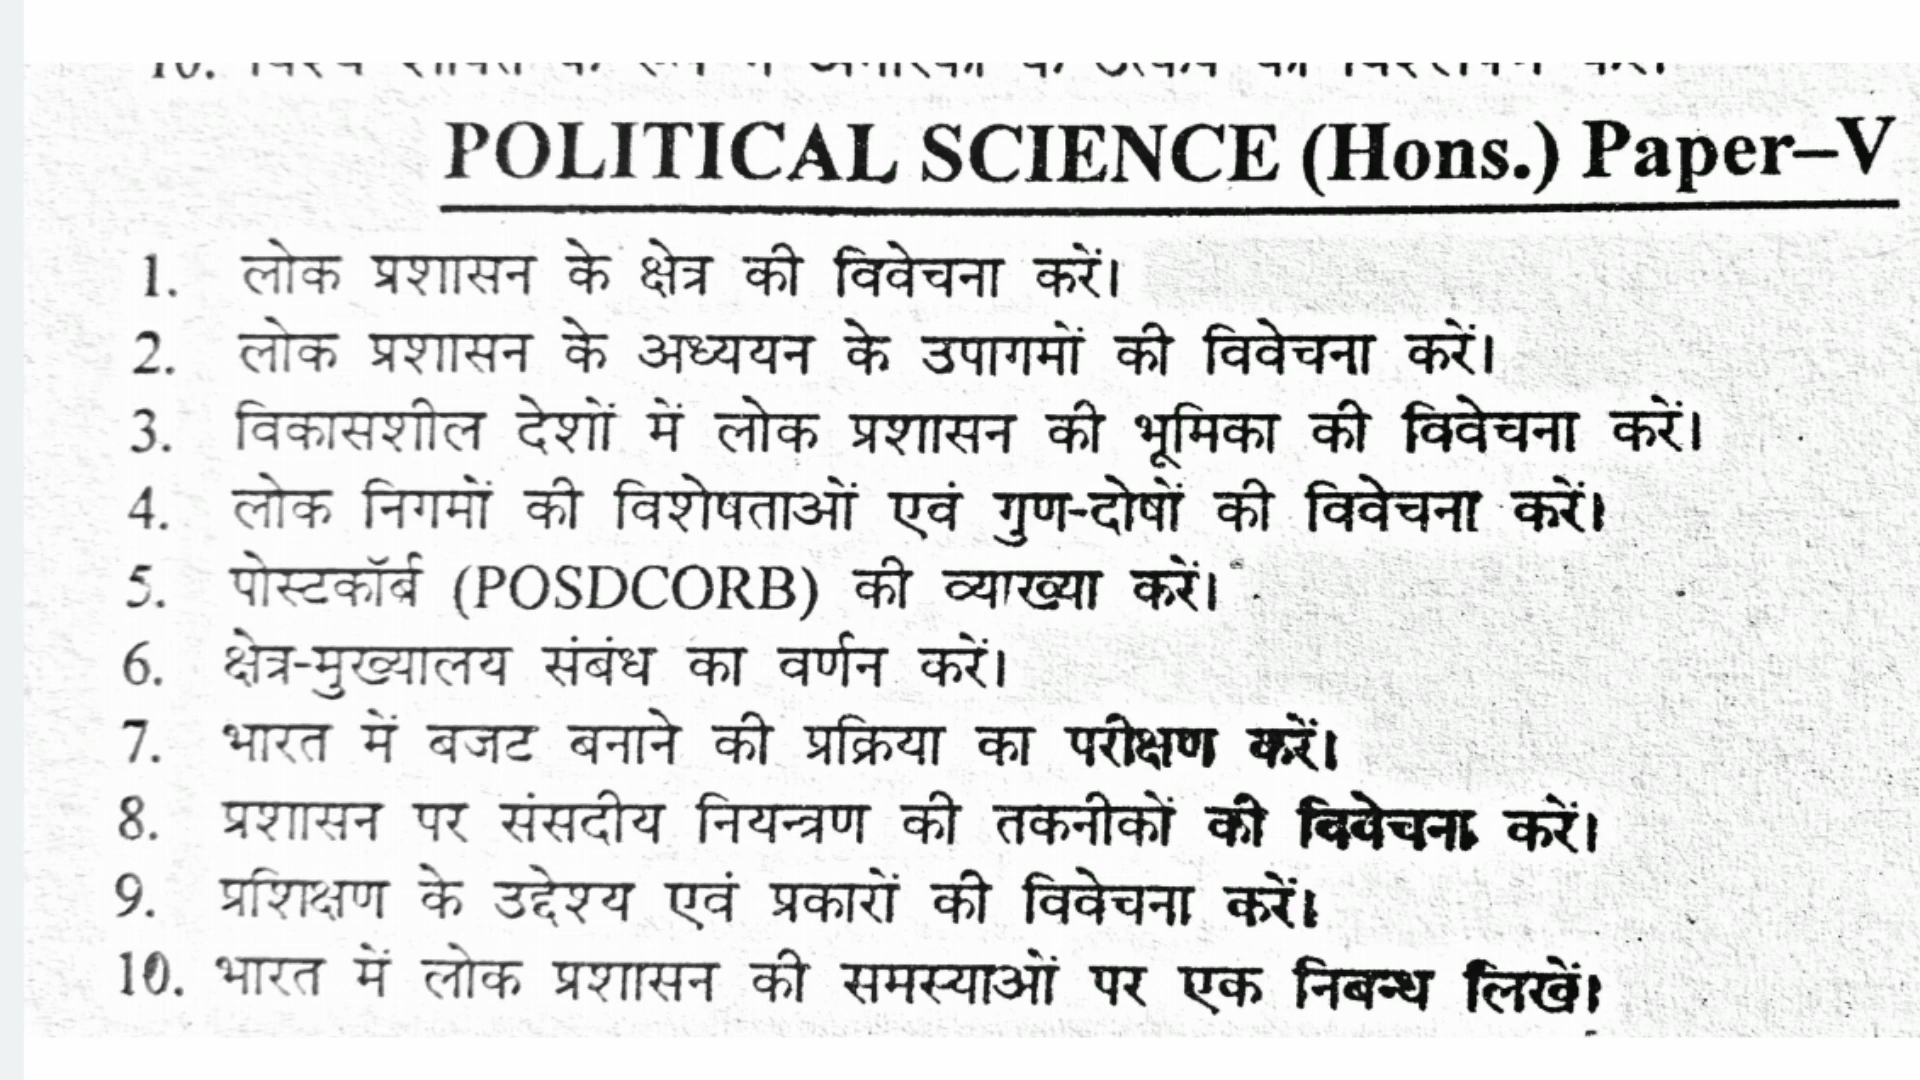 POLITICAL SCIENCE (Hons.) Paper–V
1. लोक प्रशासन के क्षेत्र की विवेचना करें।
2. लोक प्रशासन के अध्ययन के उपागमों की विवेचना करें।
3. विकासशील देशों में लोक प्रशासन की भूमिका की विवेचना करें।
4. लोक निगमों की विशेषताओं एवं गुण-दोषों की विवेचना करें।
5. पोस्टकॉर्ब (POSDCORB) की व्याख्या करें।
6. क्षेत्र-मुख्यालय संबंध का वर्णन करें।
7. भारत में बजट बनाने की प्रक्रिया का परीक्षण करें।
8. प्रशासन पर संसदीय नियन्त्रण की तकनीकों की विवेचना करें।
9. प्रशिक्षण के उद्देश्य एवं प्रकारों की विवेचना करें।
10. भारत में लोक प्रशासन की समस्याओं पर एक निबन्ध लिखें।